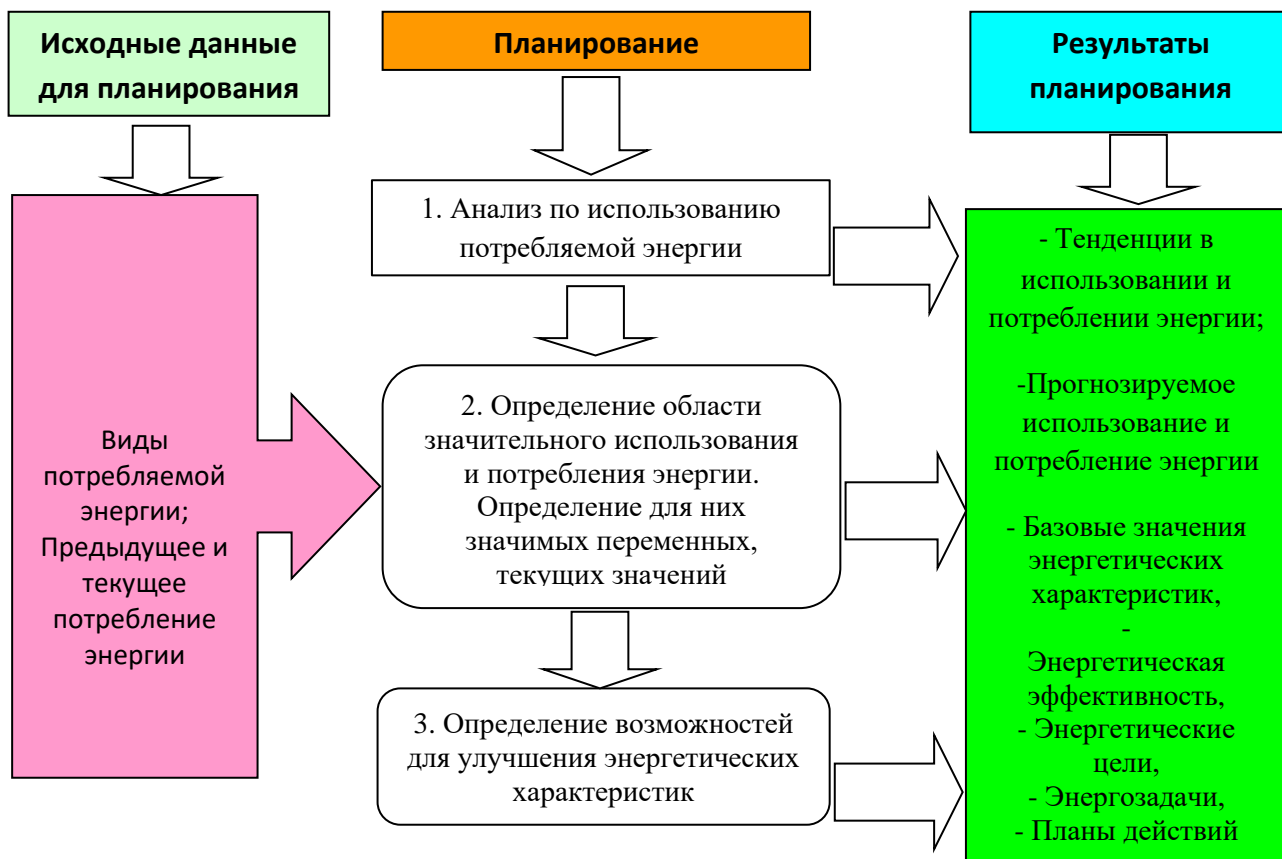 Исходные данные
для планирования
Планирование
Результаты
планирования
Виды
потребляемой
энергии;
Предыдущее и
текущее
потребление
энергии
1. Анализ по использованию
потребляемой энергии
2. Определение области
значительного использования
и потребления энергии.
Определение для них
значимых переменных,
текущих значений
3. Определение возможностей
для улучшения энергетических
характеристик
- Тенденции в
использовании и
потреблении энергии;
-Прогнозируемое
использование и
потребление энергии
- Базовые значения
энергетических
характеристик,
-
Энергетическая
эффективность,
- Энергетические
цели,
- Энергозадачи,
- Планы действий